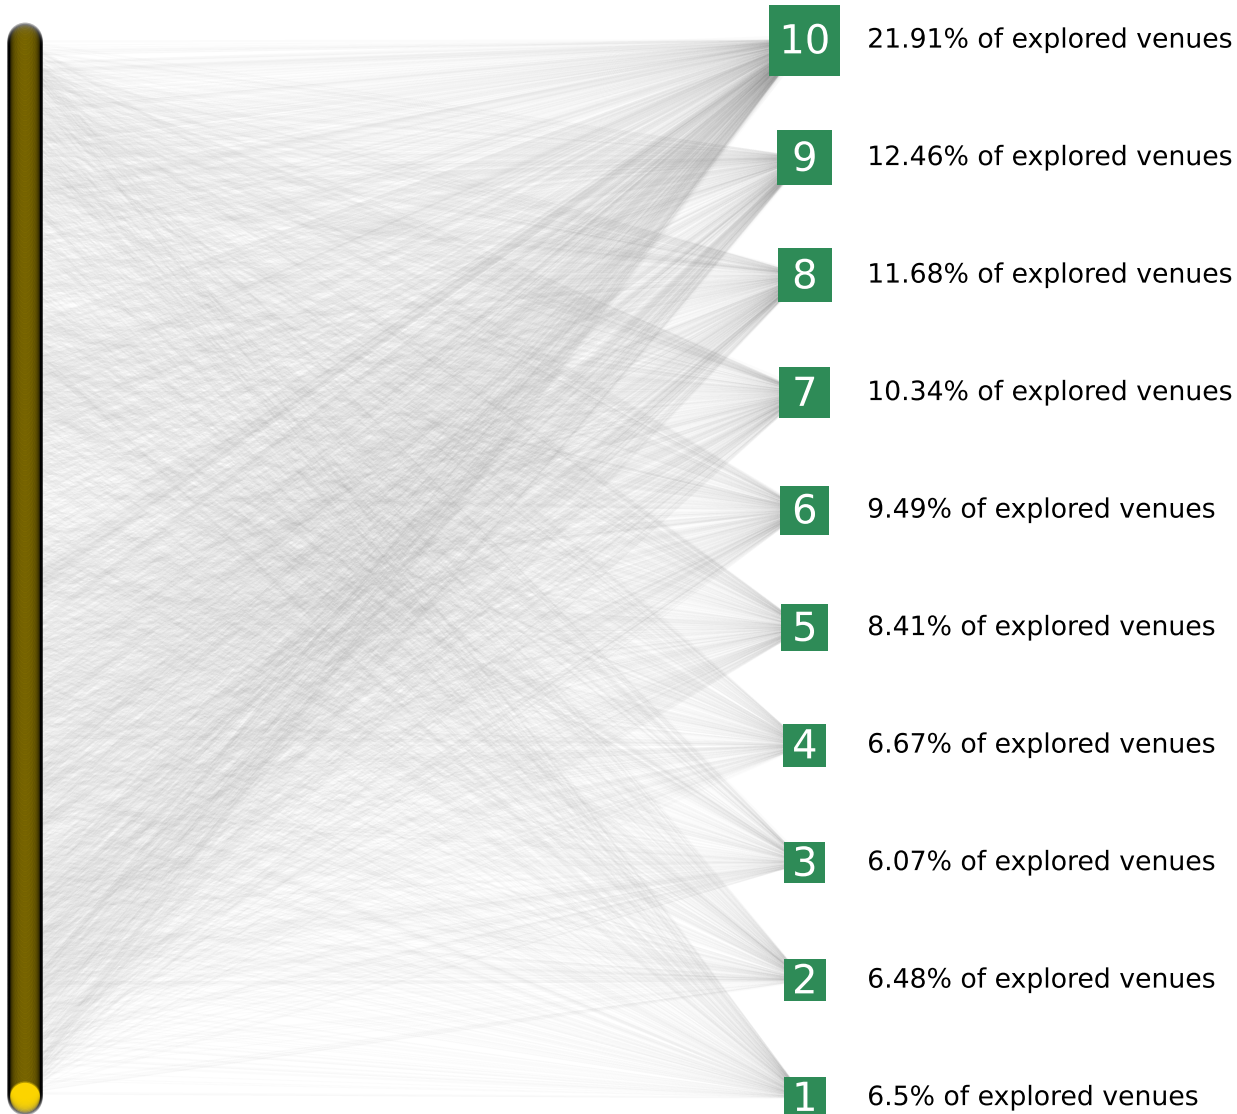 10 21.91% of explored venues
9 12.46% of explored venues
8 11.68% of explored venues
7 10.34% of explored venues
6 9.49% of explored venues
5 8.41% of explored venues
4 6.67% of explored venues
3 6.07% of explored venues
2 6.48% of explored venues
1 6.5% of explored venues